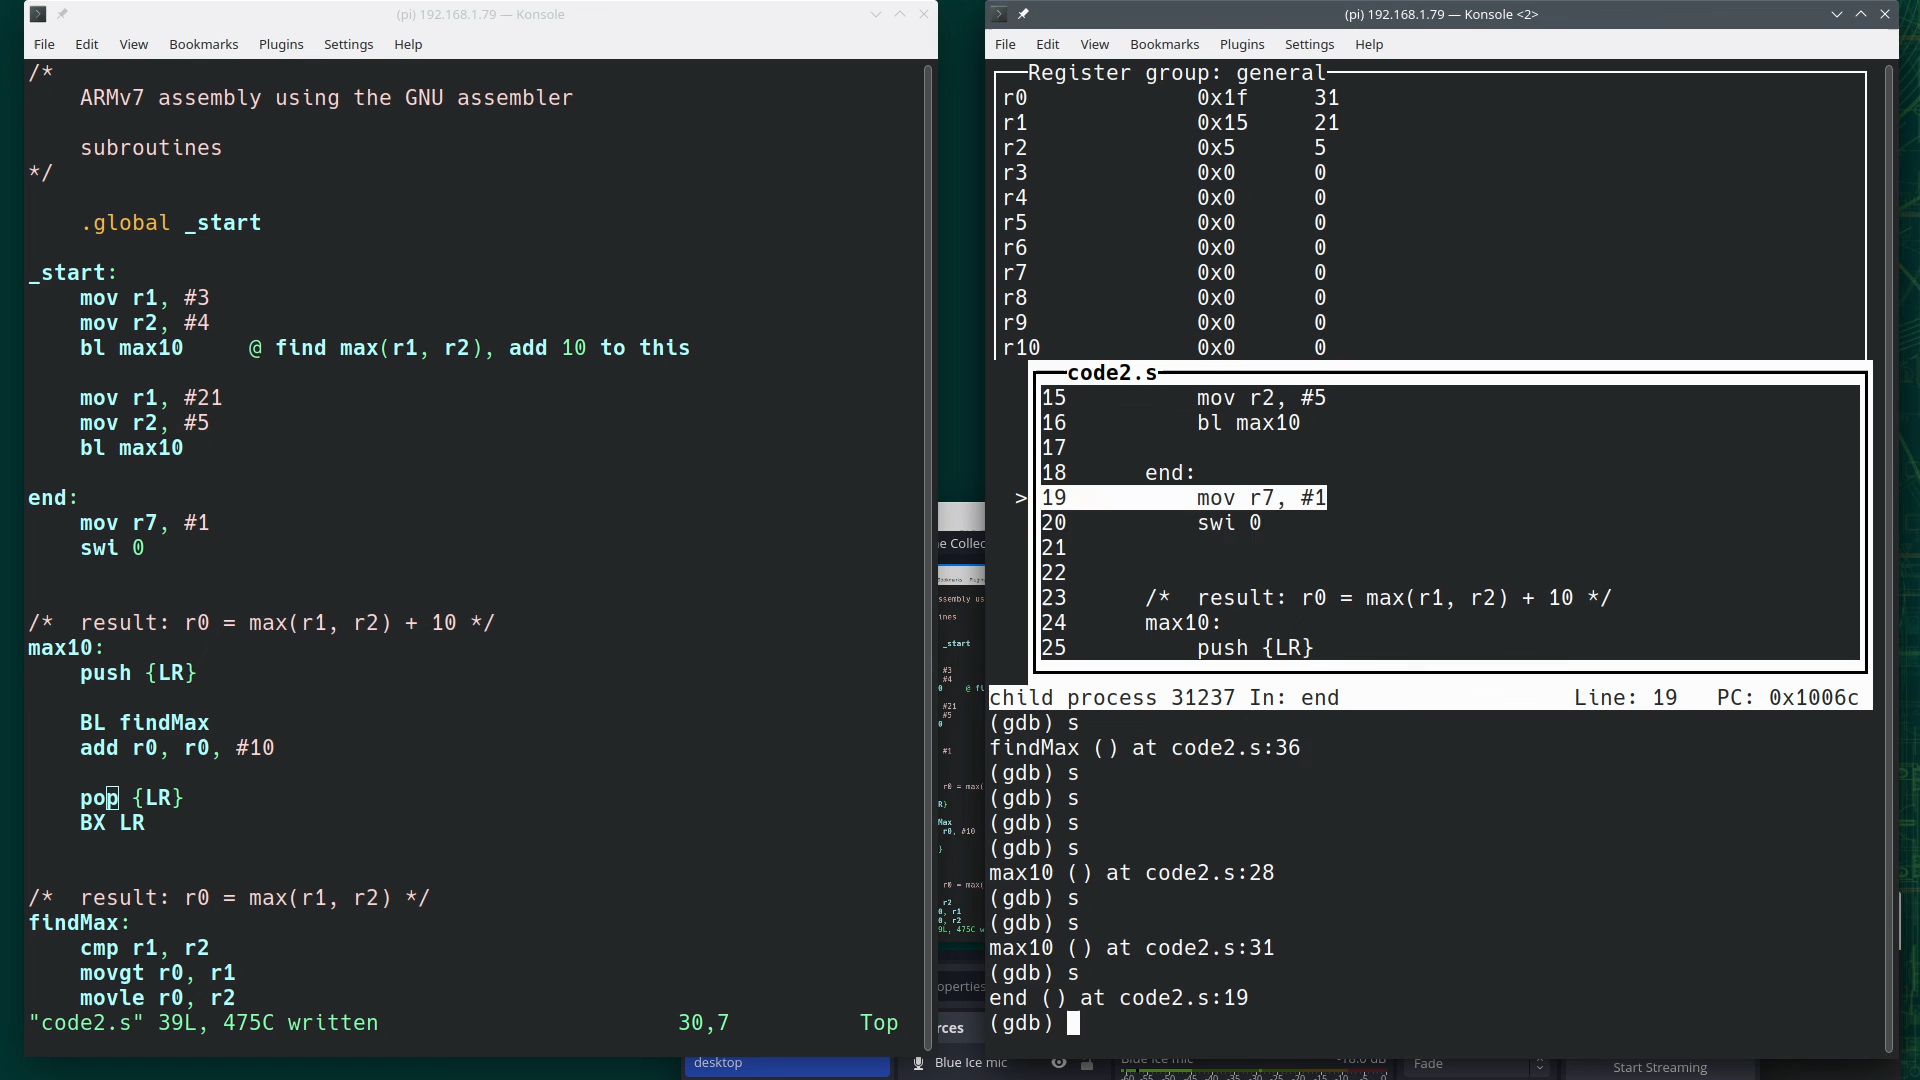 (pi) 192.168.1.79 — Konsole
File Edit View Bookmarks Plugins Settings Help
/*
ARMv7 assembly using the GNU assembler
subroutines
*/
.global _start
_start:
mov r1, #3
mov r2, #4
bl max10 @ find max(r1, r2), add 10 to this
mov r1, #21
mov r2, #5
bl max10
end:
mov r7, #1
swi 0
/* result: r0 = max(r1, r2) + 10 */
max10:
push {LR}
BL findMax
add r0, r0, #10
pop {LR}
BX LR
/* result: r0 = max(r1, r2) */
findMax:
cmp r1, r2
movgt r0, r1
movle r0, r2
"code2.s" 39L, 475C written 30,7 Top
(pi) 192.168.1.79 — Konsole <2>
File Edit View Bookmarks Plugins Settings Help
Register group: general
r0 0x1f 31
r1 0x15 21
r2 0x5 5
r3 0x0 0
r4 0x0 0
r5 0x0 0
r6 0x0 0
r7 0x0 0
r8 0x0 0
r9 0x0 0
r10 0x0 0
code2.s
15 mov r2, #5
16 bl max10
17
18 end:
>19 mov r7, #1
20 swi 0
21
22
23 /* result: r0 = max(r1, r2) + 10 */
24 max10:
25 push {LR}
child process 31237 In: end Line: 19 PC: 0x1006c
(gdb) s
findMax () at code2.s:36
(gdb) s
(gdb) s
(gdb) s
(gdb) s
max10 () at code2.s:28
(gdb) s
(gdb) s
max10 () at code2.s:31
(gdb) s
end () at code2.s:19
(gdb)
desktop
Blue Ice mic
Fade
Start Streaming